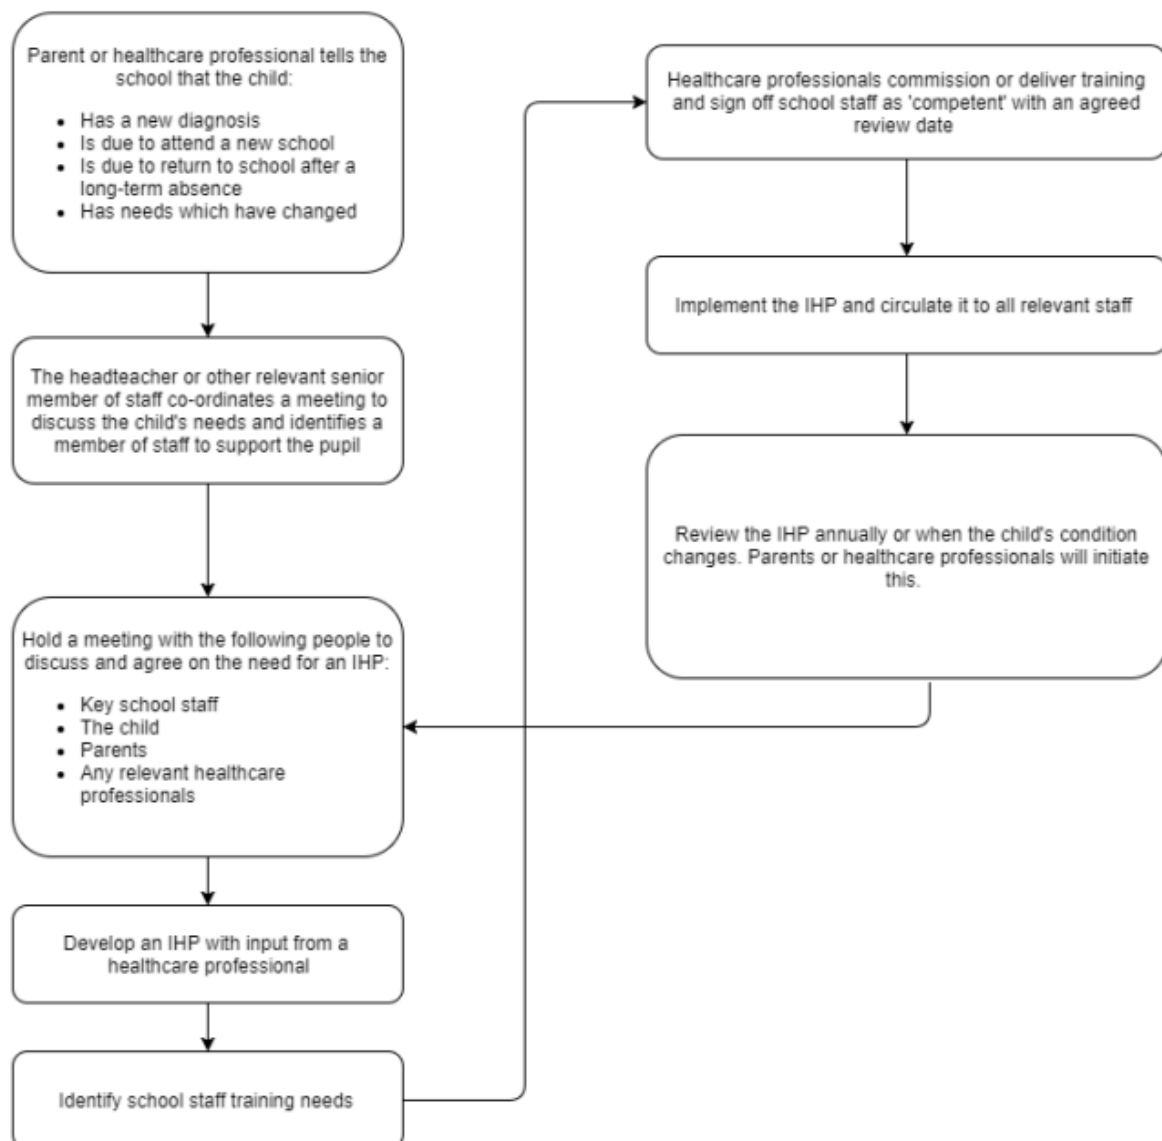 Parent or healthcare professional tells the
school that the child:
• Has a new diagnosis
• Is due to attend a new school
• Is due to return to school after a
long-term absence
• Has needs which have changed
The headteacher or other relevant senior
member of staff co-ordinates a meeting to
discuss the child's needs and identifies a
member of staff to support the pupil
Hold a meeting with the following people to
discuss and agree on the need for an IHP:
• Key school staff
• The child
• Parents
• Any relevant healthcare
professionals
Develop an IHP with input from a
healthcare professional
Identify school staff training needs
Healthcare professionals commission or deliver training
and sign off school staff as 'competent' with an agreed
review date
Implement the IHP and circulate it to all relevant staff
Review the IHP annually or when the child's condition
changes. Parents or healthcare professionals will initiate
this.